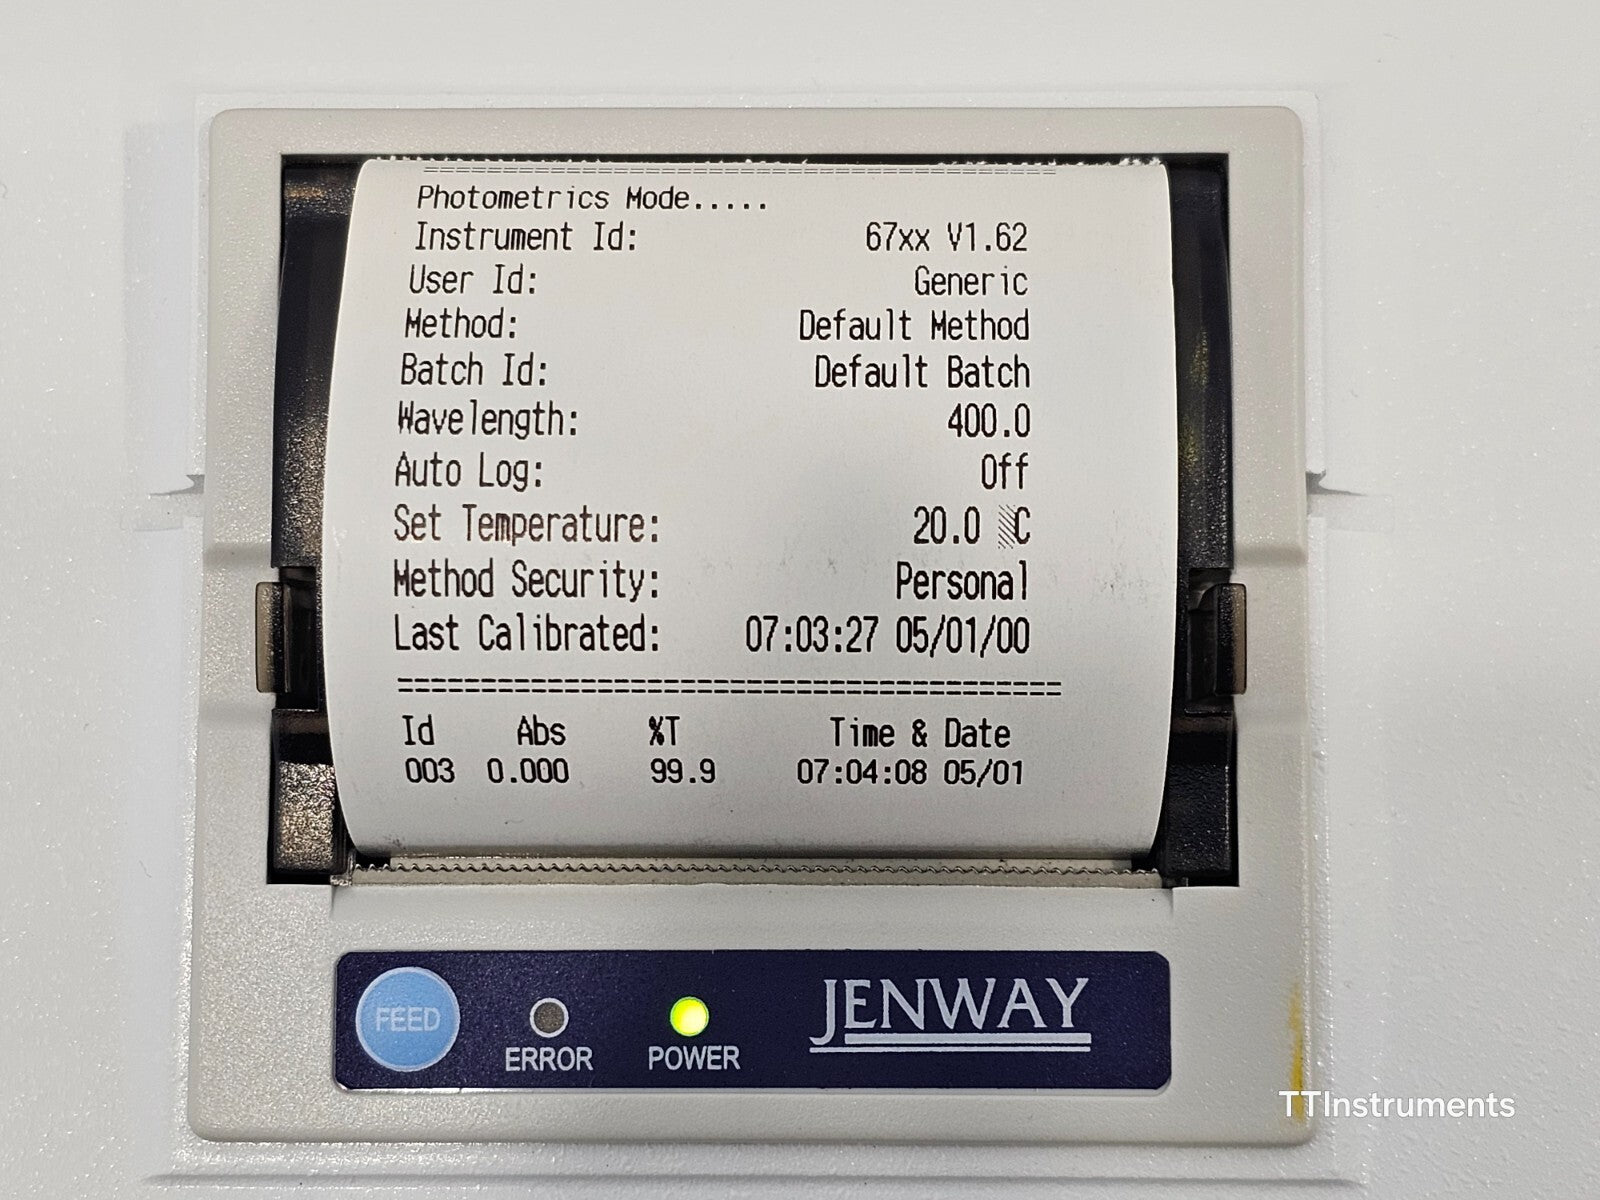 ========================================
Photometrics Mode.....
Instrument Id: 67xx V1.62
User Id: Generic
Method: Default Method
Batch Id: Default Batch
Wavelength: 400.0
Auto Log: Off
Set Temperature: 20.0 ▒C
Method Security: Personal
Last Calibrated: 07:03:27 05/01/00
========================================
Id Abs %T Time & Date
003 0.000 99.9 07:04:08 05/01
FEED ERROR POWER JENWAY
TTInstruments